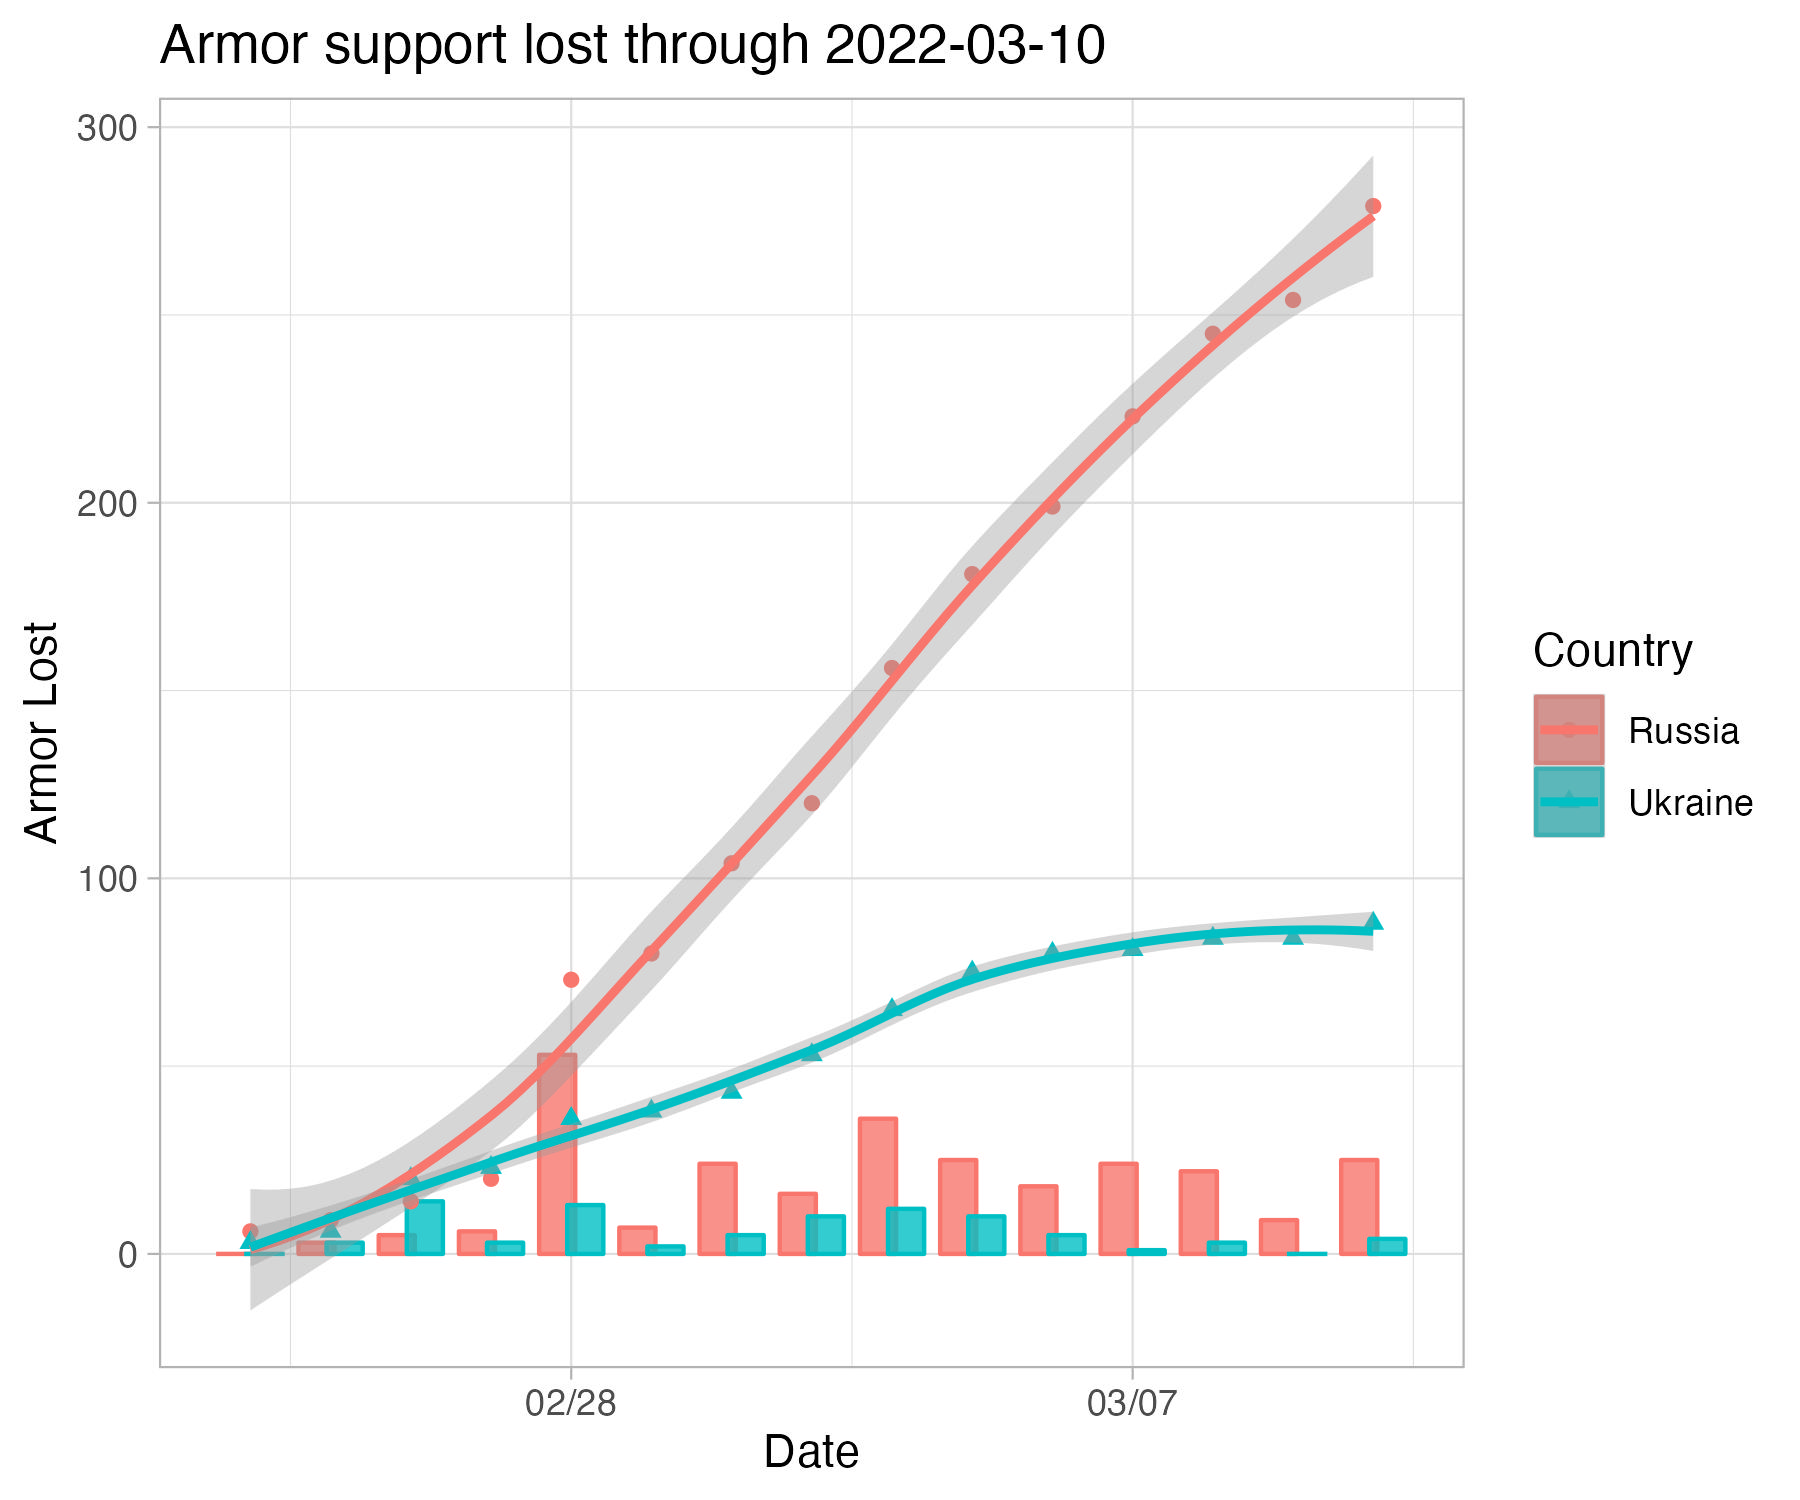 Armor support lost through 2022-03-10
300
200
100
0
Armor Lost
02/28
03/07
Date
Country
Russia
Ukraine